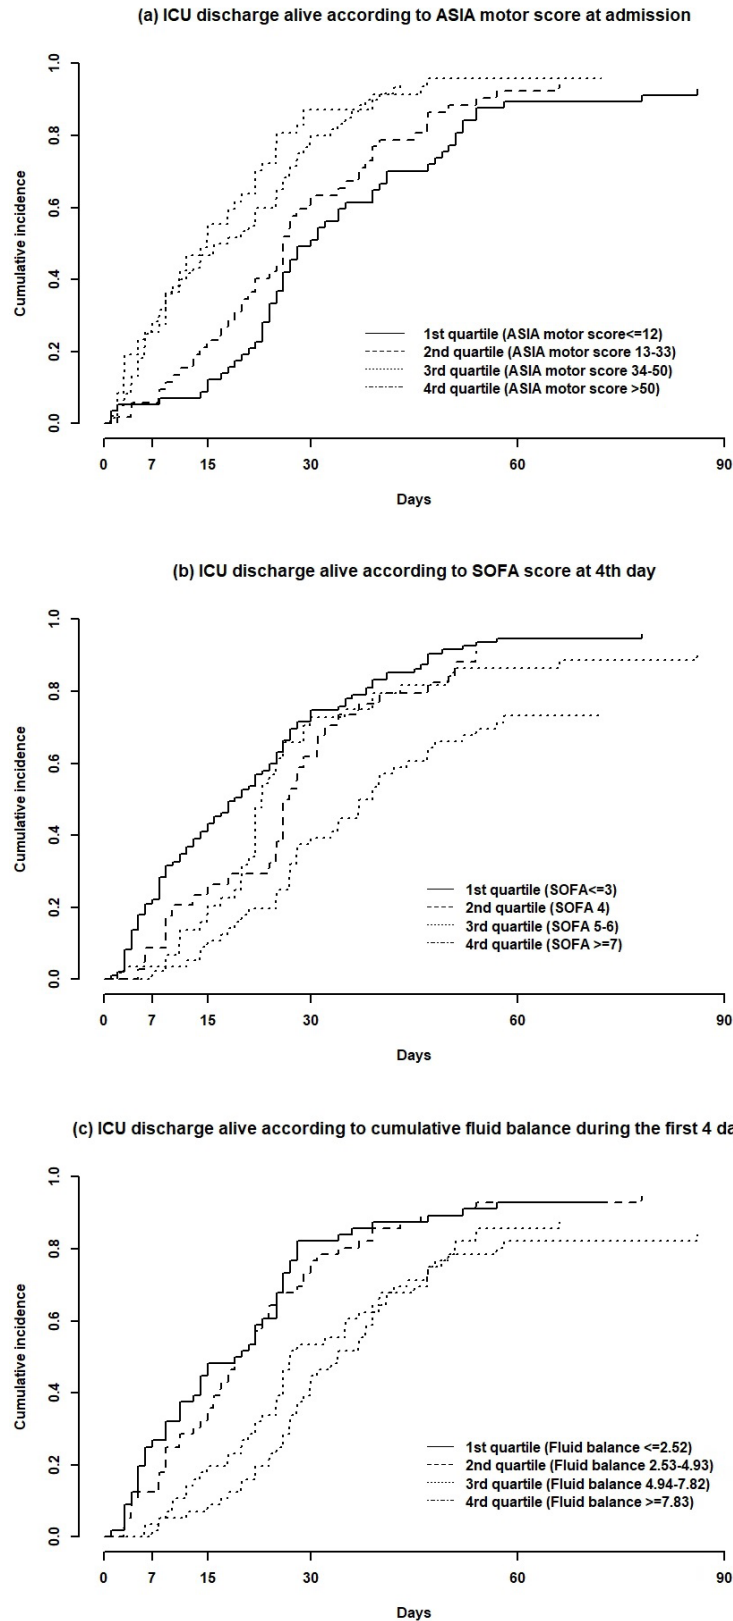 (a) ICU discharge alive according to ASIA motor score at admission
1.0
0.8
0.6
0.4
0.2
0.0
Cumulative incidence
1st quartile (ASIA motor score<=12)
2nd quartile (ASIA motor score 13-33)
3rd quartile (ASIA motor score 34-50)
4rd quartile (ASIA motor score >50)
0 7 15 30 60 90
Days
(b) ICU discharge alive according to SOFA score at 4th day
1.0
0.8
0.6
0.4
0.2
0.0
Cumulative incidence
1st quartile (SOFA<=3)
2nd quartile (SOFA 4)
3rd quartile (SOFA 5-6)
4rd quartile (SOFA >=7)
0 7 15 30 60 90
Days
(c) ICU discharge alive according to cumulative fluid balance during the first 4 da
1.0
0.8
0.6
0.4
0.2
0.0
Cumulative incidence
1st quartile (Fluid balance <=2.52)
2nd quartile (Fluid balance 2.53-4.93)
3rd quartile (Fluid balance 4.94-7.82)
4rd quartile (Fluid balance >=7.83)
0 7 15 30 60 90
Days